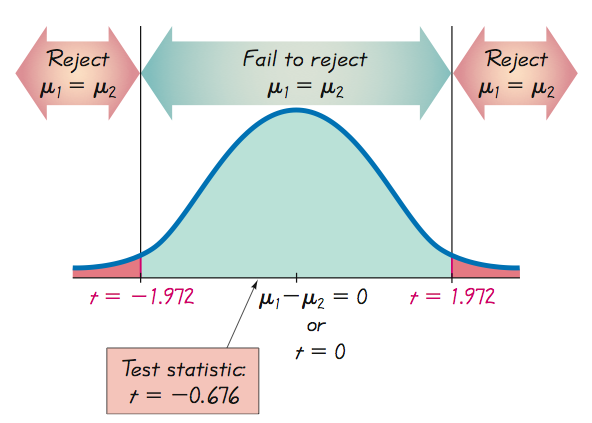 Reject
μ₁ = μ₂
Fail to reject
μ₁ = μ₂
Reject
μ₁ = μ₂
t = −1.972
μ₁−μ₂ = 0
or
t = 0
t = 1.972
Test statistic:
t = −0.676